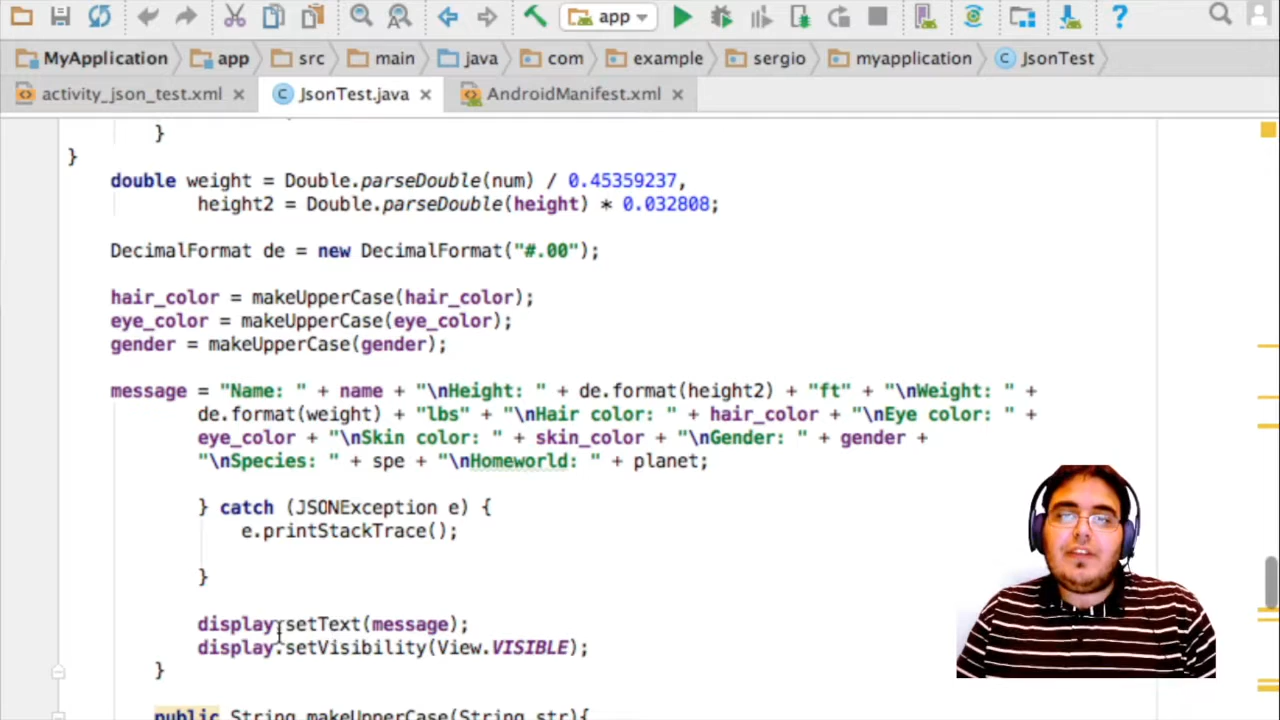 app
MyApplication app src main java com example sergio myapplication JsonTest
activity_json_test.xml JsonTest.java AndroidManifest.xml
}
}
double weight = Double.parseDouble(num) / 0.45359237,
height2 = Double.parseDouble(height) * 0.032808;
DecimalFormat de = new DecimalFormat("#.00");
hair_color = makeUpperCase(hair_color);
eye_color = makeUpperCase(eye_color);
gender = makeUpperCase(gender);
message = "Name: " + name + "\nHeight: " + de.format(height2) + "ft" + "\nWeight: " +
de.format(weight) + "lbs" + "\nHair color: " + hair_color + "\nEye color: " +
eye_color + "\nSkin color: " + skin_color + "\nGender: " + gender +
"\nSpecies: " + spe + "\nHomeworld: " + planet;
} catch (JSONException e) {
e.printStackTrace();
}
display.setText(message);
display.setVisibility(View.VISIBLE);
}
public String makeUpperCase(String str){